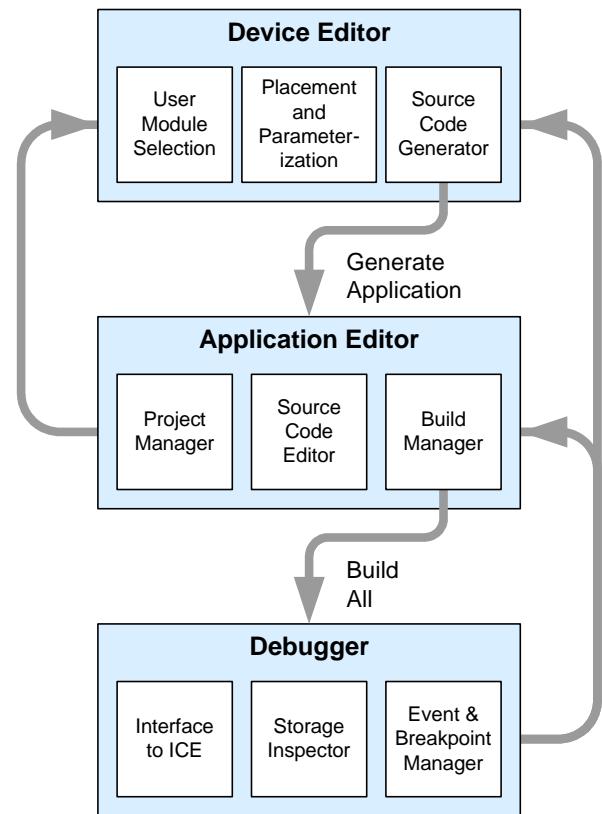 Device Editor
User
Module
Selection
Placement
and
Parameter-
ization
Source
Code
Generator
Generate
Application
Application Editor
Project
Manager
Source
Code
Editor
Build
Manager
Build
All
Debugger
Interface
to ICE
Storage
Inspector
Event &
Breakpoint
Manager